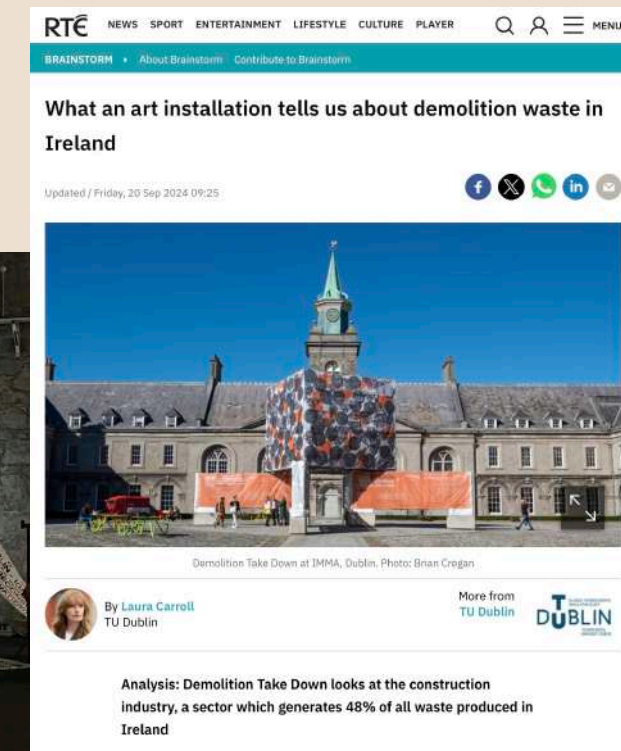 RTÉ NEWS SPORT ENTERTAINMENT LIFESTYLE CULTURE PLAYER MENU
BRAINSTORM • About Brainstorm Contribute to Brainstorm
What an art installation tells us about demolition waste in
Ireland
Updated / Friday, 20 Sep 2024 09:25
Demolition Take Down at IMMA, Dublin. Photo: Brian Cregan
By Laura Carroll
TU Dublin
More from
TU Dublin
DUBLIN
Analysis: Demolition Take Down looks at the construction
industry, a sector which generates 48% of all waste produced in
Ireland